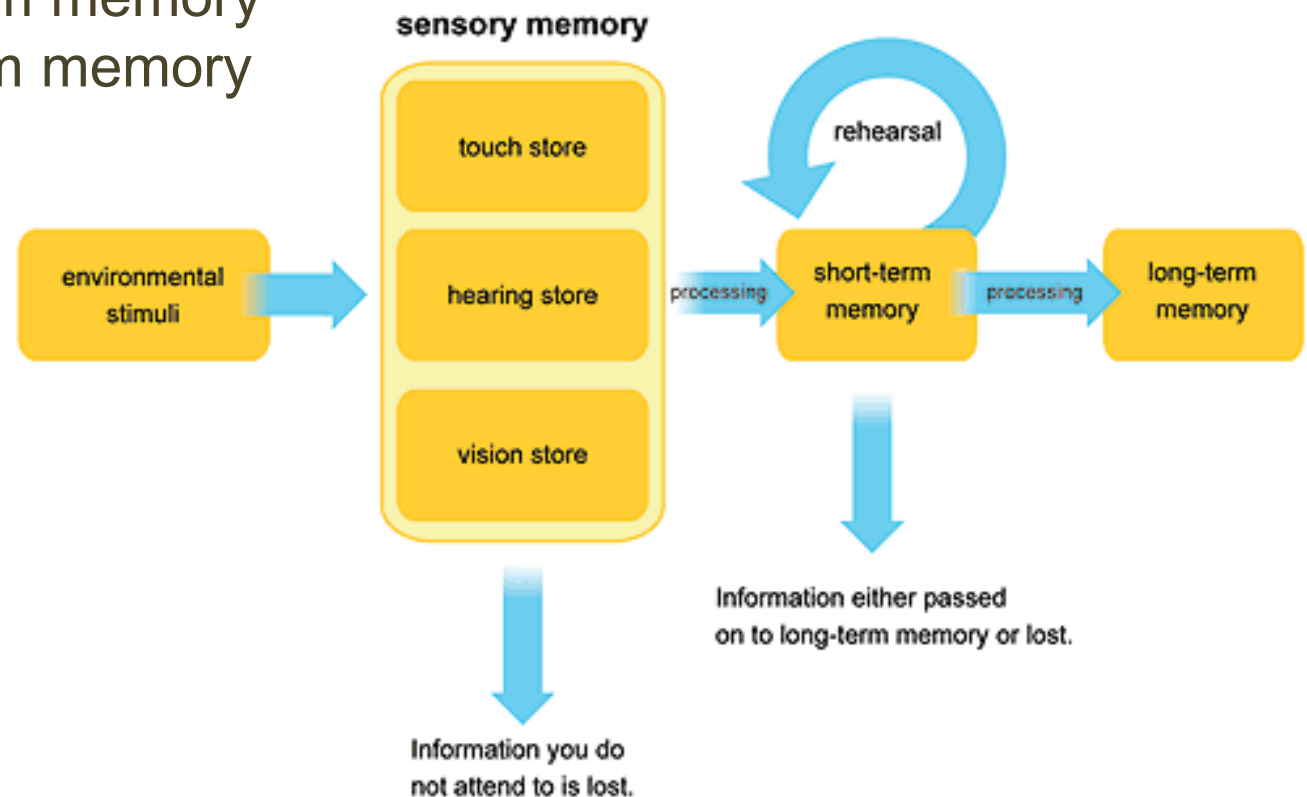 m memory
m memory
sensory memory
touch store
rehearsal
environmental
stimuli
hearing store
processing
short-term
memory
processing
long-term
memory
vision store
Information either passed
on to long-term memory or lost.
Information you do
not attend to is lost.